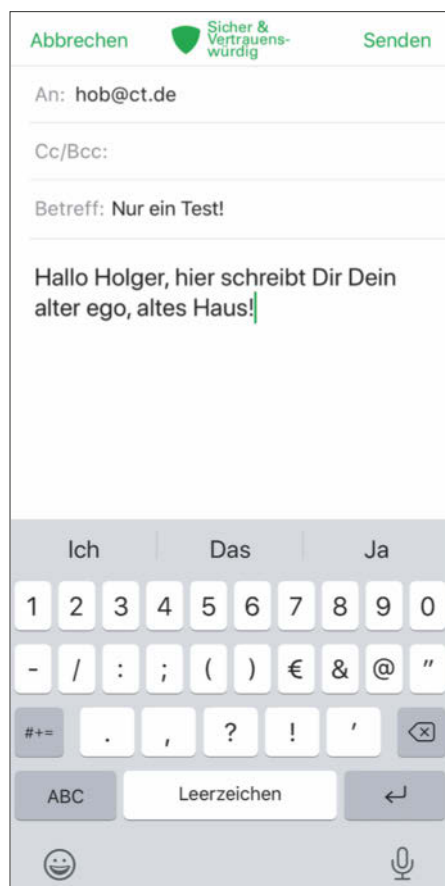 Abbrechen
Sicher &
Vertrauens-
würdig
Senden
An: hob@ct.de
Cc/Bcc:
Betreff: Nur ein Test!
Hallo Holger, hier schreibt Dir Dein
alter ego, altes Haus!
Ich Das Ja
1 2 3 4 5 6 7 8 9 0
- / : ; ( ) € & @ "
#+= . , ? ! '
ABC Leerzeichen